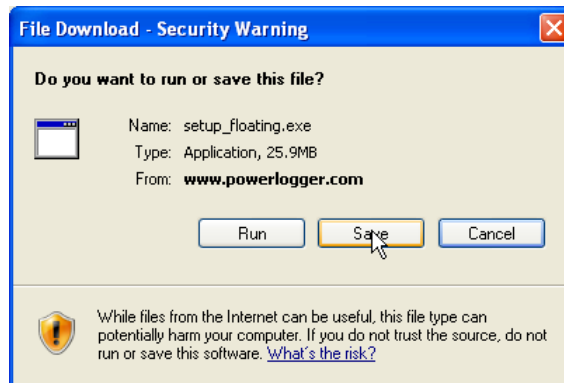 File Download - Security Warning
Do you want to run or save this file?
Name: setup_floating.exe
Type: Application, 25.9MB
From: www.powerlogger.com
Run Save Cancel
While files from the Internet can be useful, this file type can
potentially harm your computer. If you do not trust the source, do not
run or save this software. What's the risk?